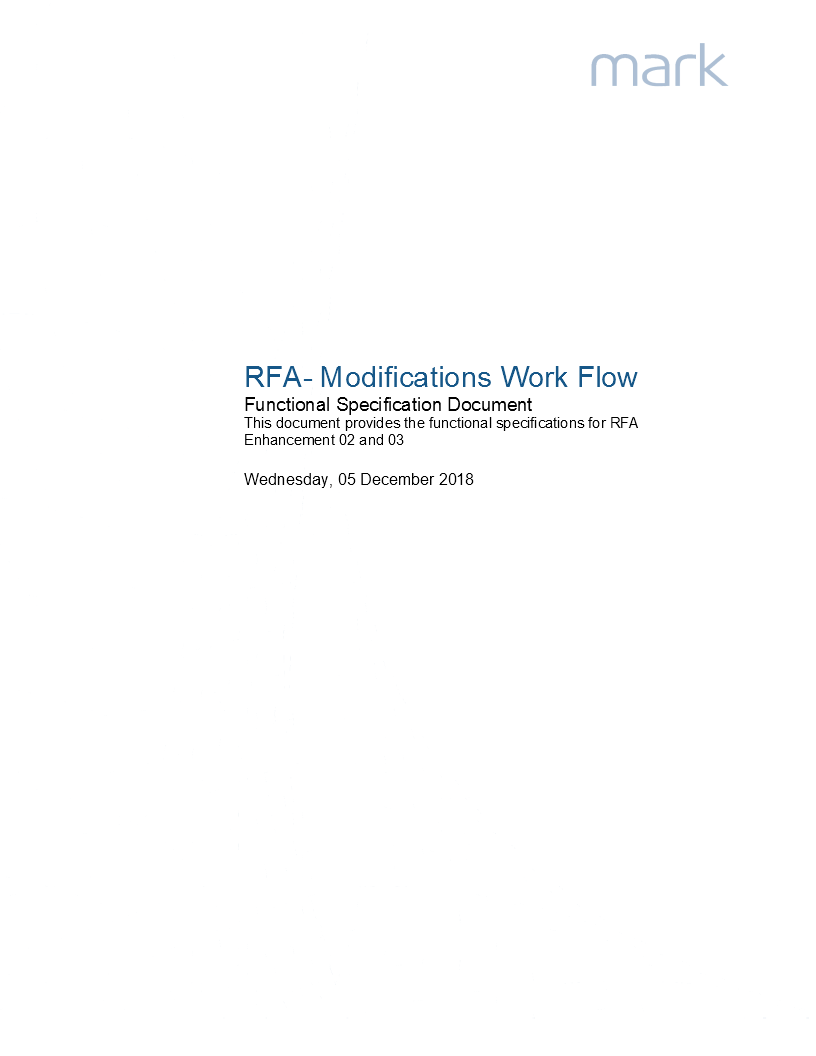 mark
RFA- Modifications Work Flow
Functional Specification Document
This document provides the functional specifications for RFA
Enhancement 02 and 03
Wednesday, 05 December 2018